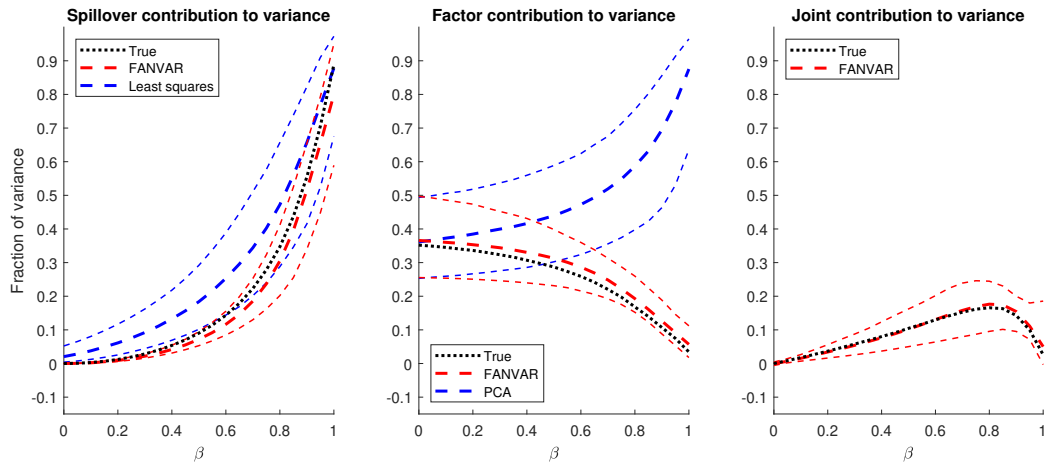 Spillover contribution to variance
Factor contribution to variance
Joint contribution to variance
Fraction of variance
True
FANVAR
Least squares
0.9
0.8
0.7
0.6
0.5
0.4
0.3
0.2
0.1
0
-0.1
0 0.2 0.4 0.6 0.8 1
β
True
FANVAR
PCA
0.9
0.8
0.7
0.6
0.5
0.4
0.3
0.2
0.1
0
-0.1
0 0.2 0.4 0.6 0.8 1
β
True
FANVAR
0.9
0.8
0.7
0.6
0.5
0.4
0.3
0.2
0.1
0
-0.1
0 0.2 0.4 0.6 0.8 1
β